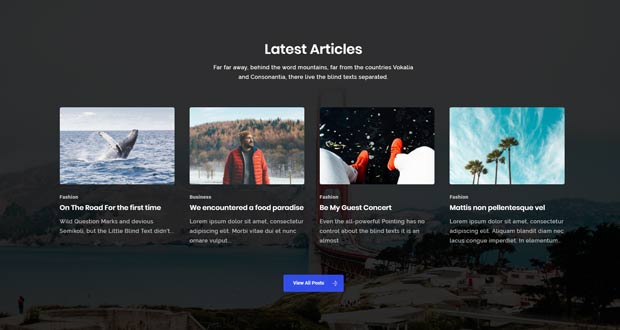 Latest Articles
Far far away, behind the word mountains, far from the countries Vokalia
and Consonantia, there live the blind texts separated.
Fashion
On The Road For the first time
Wild Question Marks and devious
Semikoli, but the Little Blind Text didn't...
Business
We encountered a food paradise
Lorem ipsum dolor sit amet, consectetur
adipiscing elit. Morbi vitae dui et nunc
ornare vulput...
Fashion
Be My Guest Concert
Even the all-powerful Pointing has no
control about the blind texts it is an
almost
Fashion
Mattis non pellentesque vel
Lorem ipsum dolor sit amet, consectetur
adipiscing elit. Aliquam blandit diam nec
lacus congue imperdiet. In elementum...
View All Posts